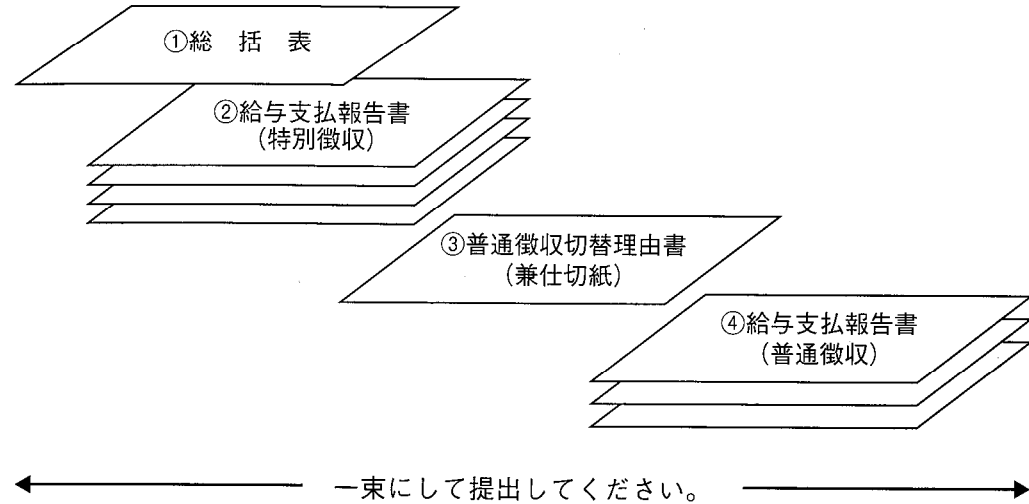 ①総　括　表
②給与支払報告書
(特別徴収)
③普通徴収切替理由書
(兼仕切紙)
④給与支払報告書
(普通徴収)
一束にして提出してください。